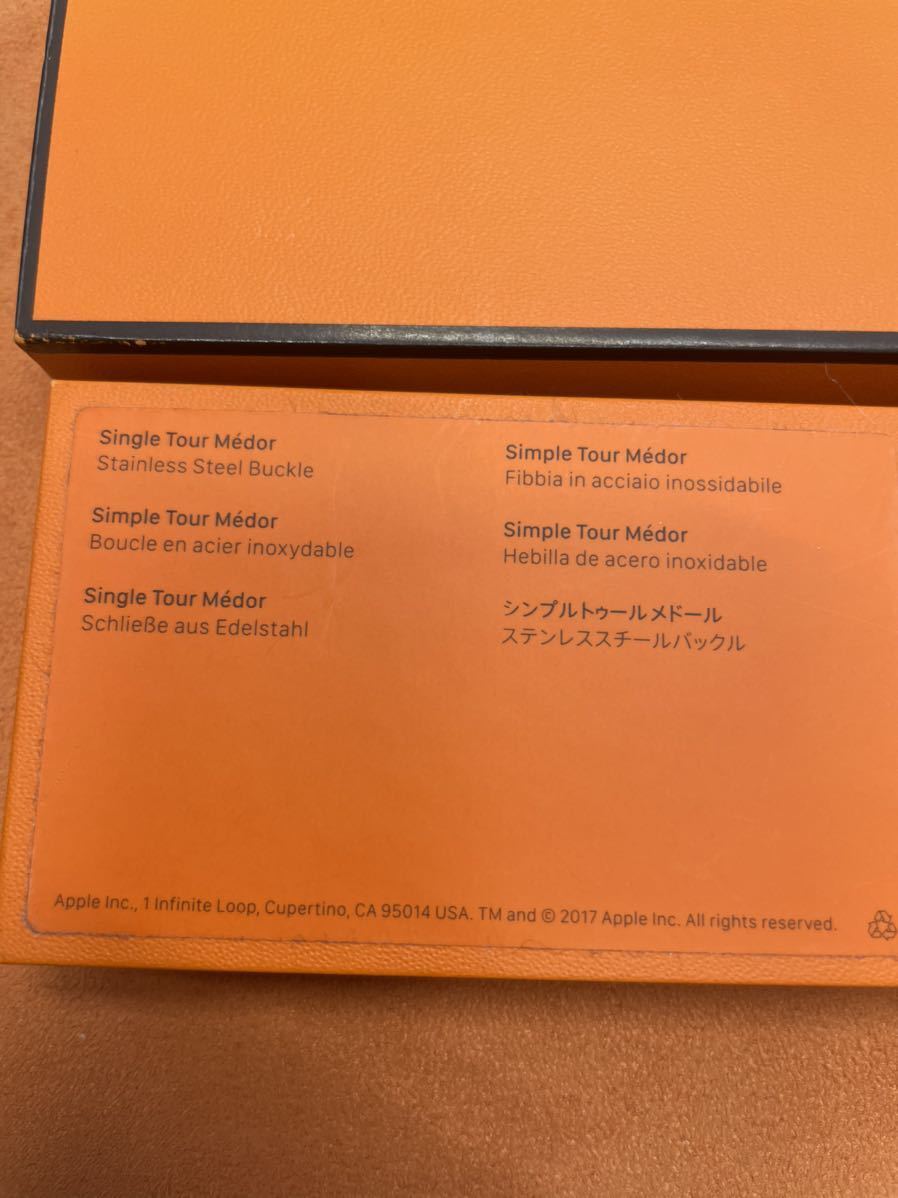 Single Tour Médor
Stainless Steel Buckle
Simple Tour Médor
Boucle en acier inoxydable
Single Tour Médor
Schließe aus Edelstahl
Simple Tour Médor
Fibbia in acciaio inossidabile
Simple Tour Médor
Hebilla de acero inoxidable
シンプルトゥールメドール
ステンレススチールバックル
Apple Inc., 1 Infinite Loop, Cupertino, CA 95014 USA. TM and © 2017 Apple Inc. All rights reserved.